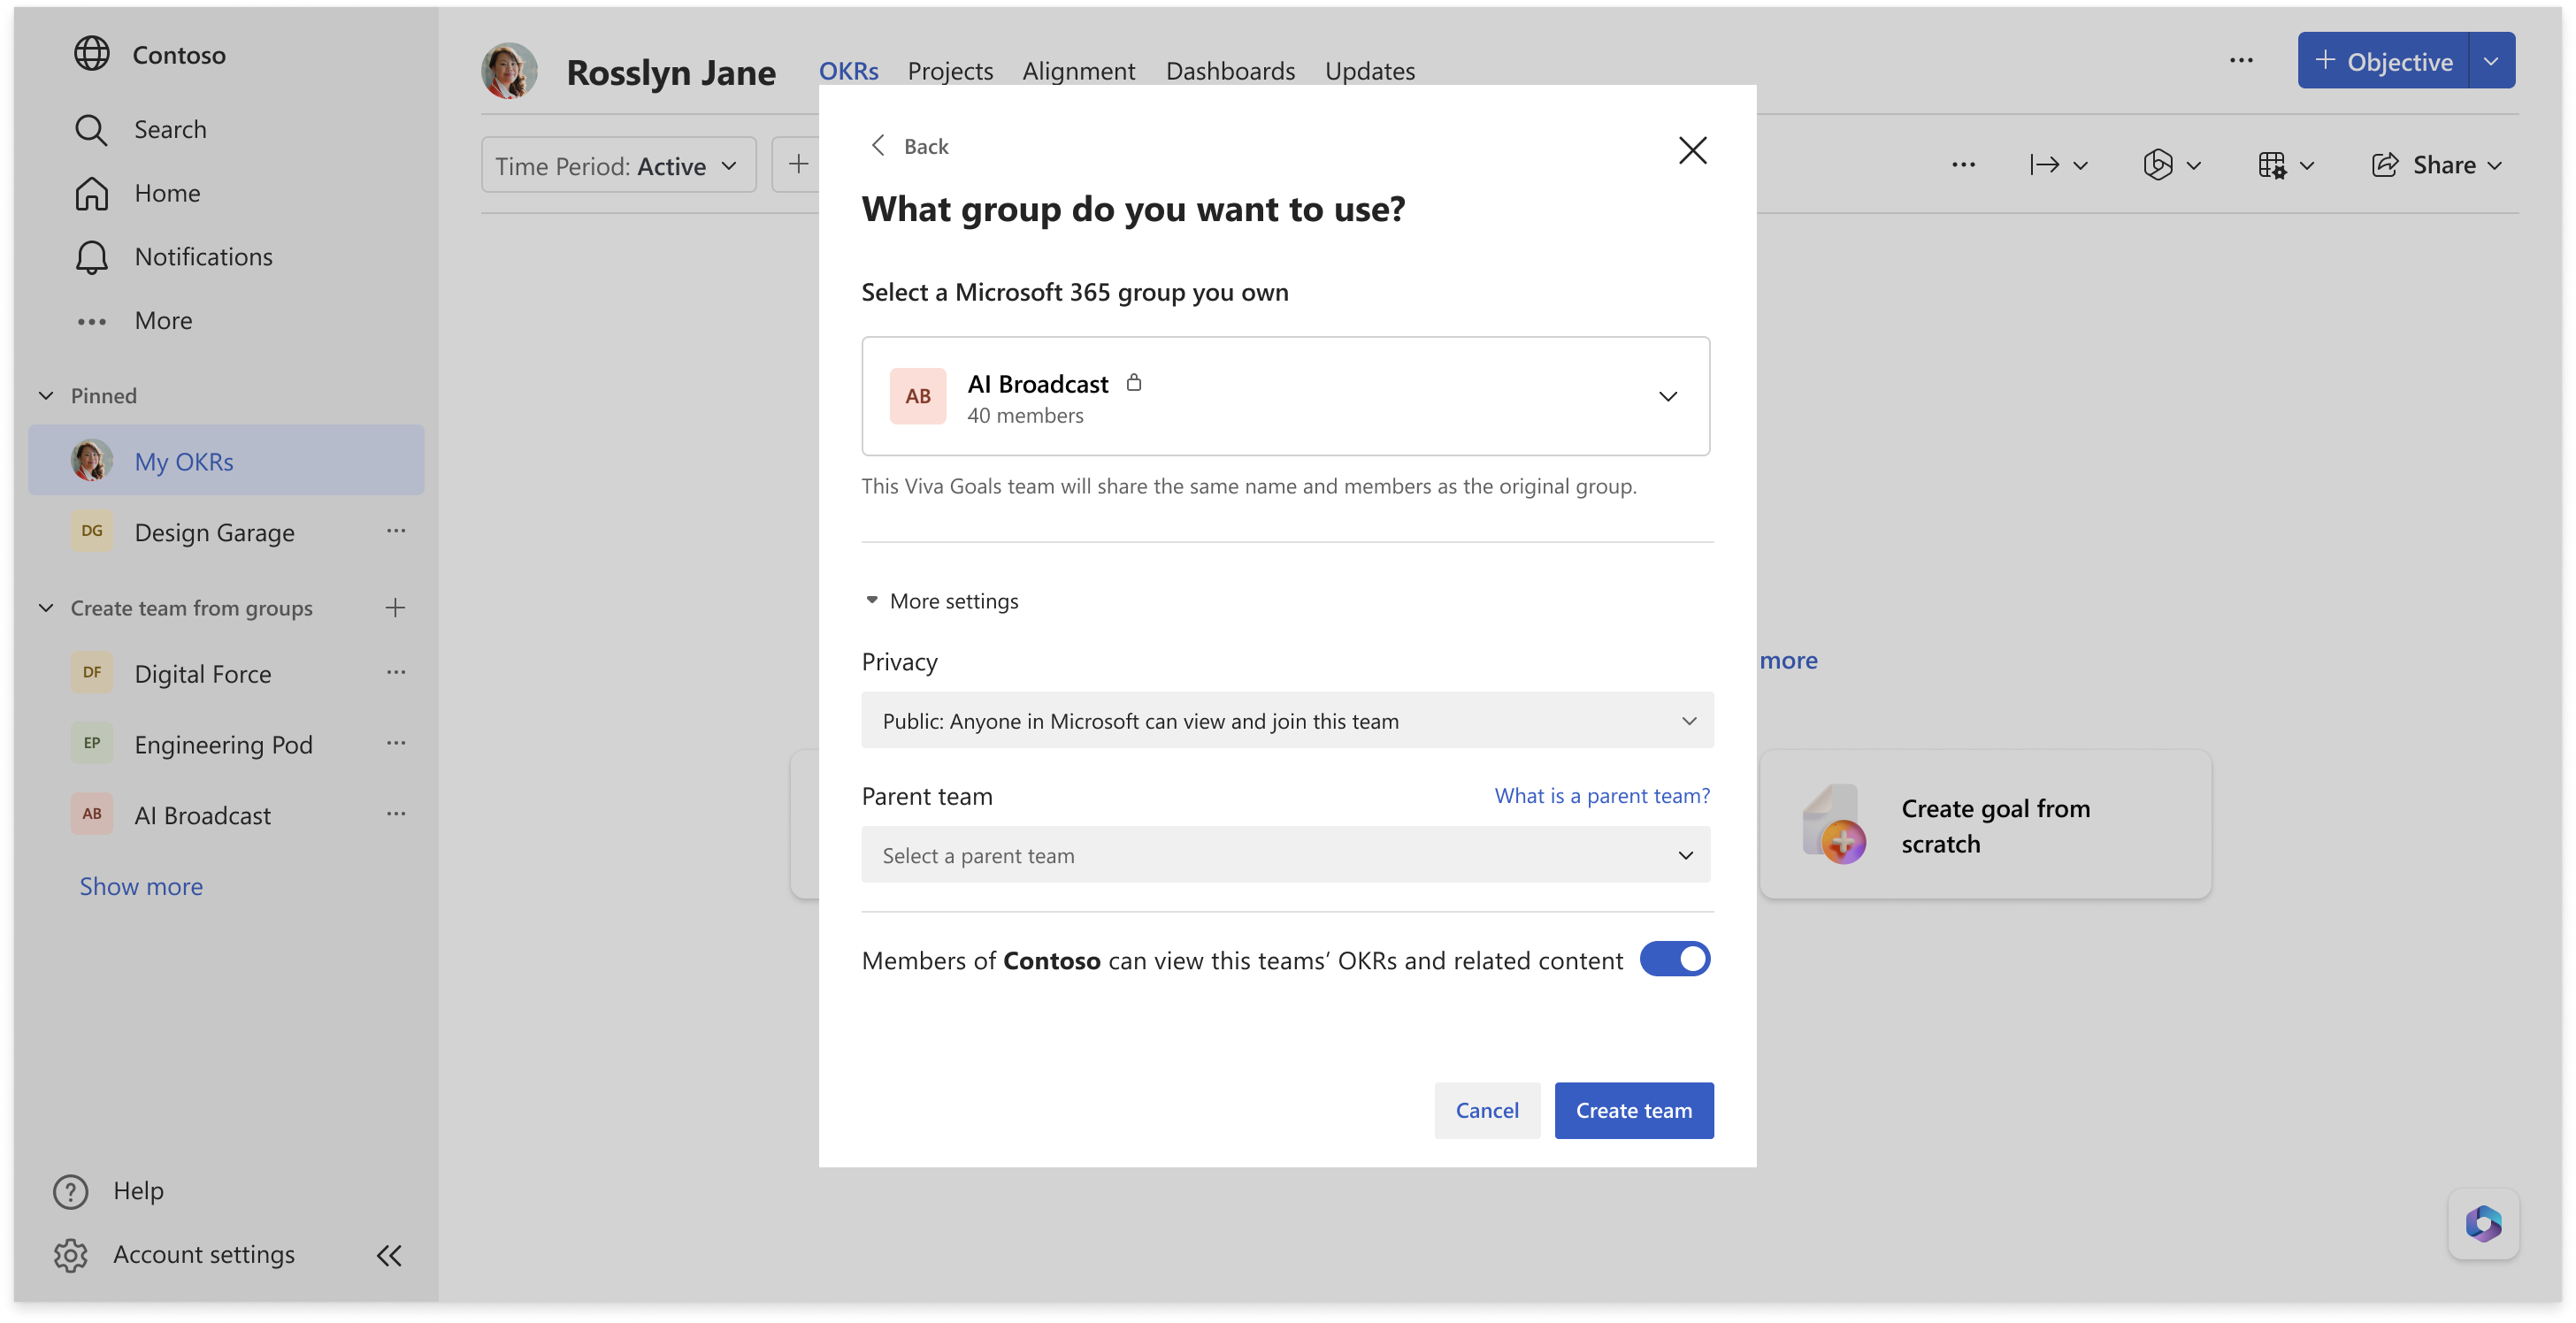 Contoso
Search
Home
Notifications
More
Pinned
My OKRs
DG Design Garage
Create team from groups
DF Digital Force
EP Engineering Pod
AB AI Broadcast
Show more
Help
Account settings
Rosslyn Jane
OKRs Projects Alignment Dashboards Updates
Objective
Time Period: Active
Share
Back
What group do you want to use?
Select a Microsoft 365 group you own
AB
AI Broadcast
40 members
This Viva Goals team will share the same name and members as the original group.
More settings
Privacy
Public: Anyone in Microsoft can view and join this team
Parent team
What is a parent team?
Select a parent team
Members of Contoso can view this teams’ OKRs and related content
Cancel
Create team
more
Create goal from
scratch